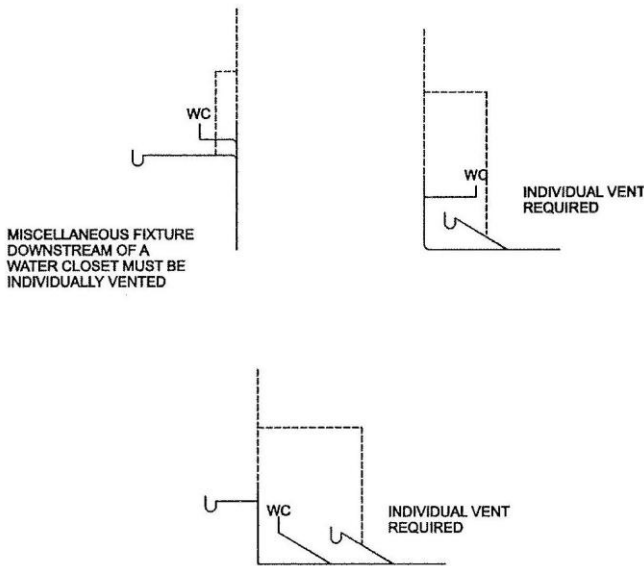 WC
MISCELLANEOUS FIXTURE
DOWNSTREAM OF A
WATER CLOSET MUST BE
INDIVIDUALLY VENTED
WC
INDIVIDUAL VENT
REQUIRED
WC
INDIVIDUAL VENT
REQUIRED